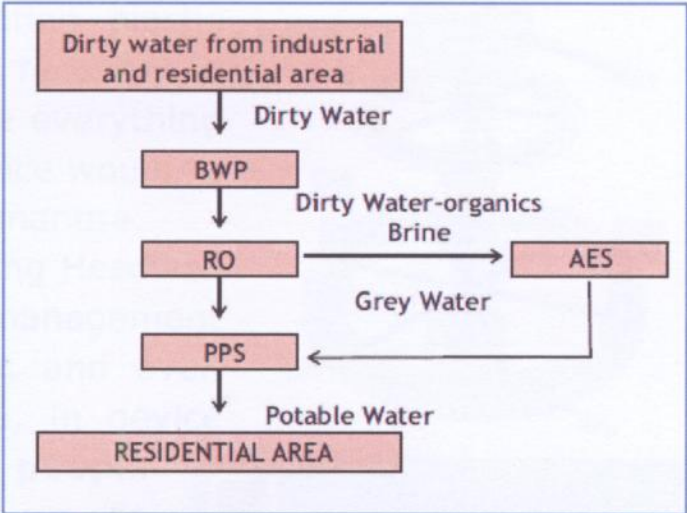 Dirty water from industrial
and residential area
Dirty Water
BWP
Dirty Water-organics
Brine
RO
AES
Grey Water
PPS
Potable Water
RESIDENTIAL AREA